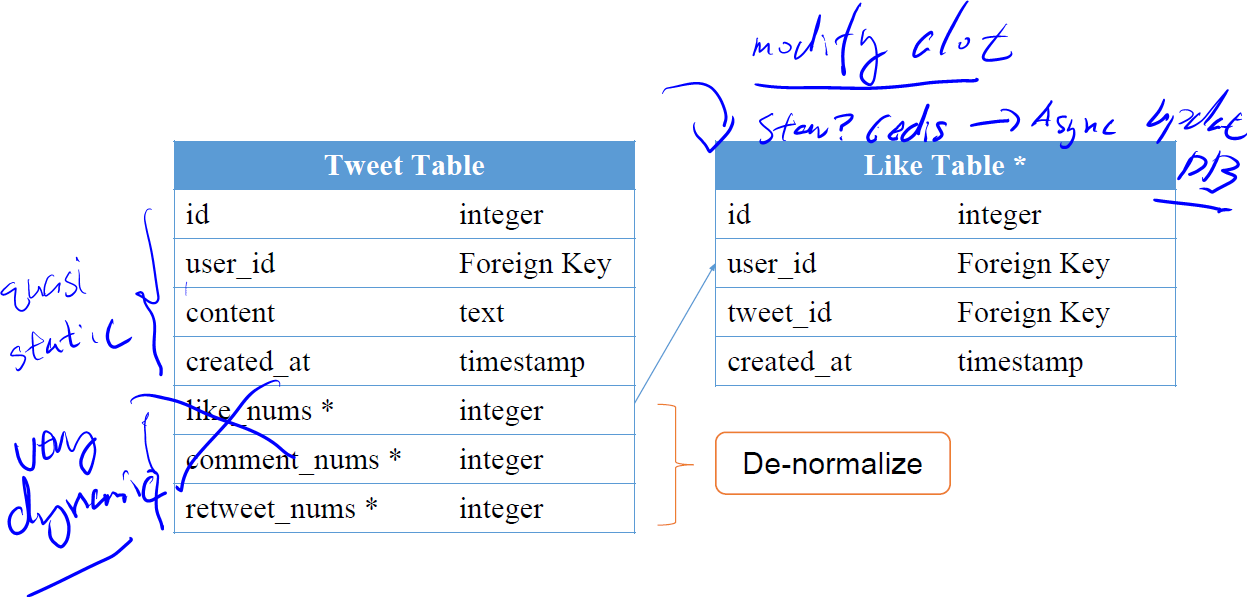 modify alot
redis → Async Update
DB
Tweet Table
id integer
user_id Foreign Key
content text
created_at timestamp
like_nums * integer
comment_nums * integer
retweet_nums * integer
Like Table *
id integer
user_id Foreign Key
tweet_id Foreign Key
created_at timestamp
De-normalize
quasi
static
very
dynamic